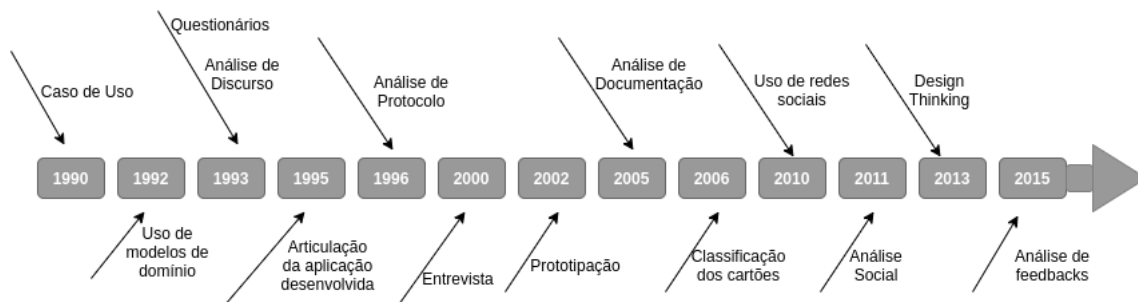 Questionários
Análise de
Discurso
Caso de Uso
Análise de
Protocolo
Análise de
Documentação
Uso de redes
sociais
Design
Thinking
1990
1992
1993
1995
1996
2000
2002
2005
2006
2010
2011
2013
2015
Uso de
modelos de
domínio
Articulação
da aplicação
desenvolvida
Entrevista
Prototipação
Classificação
dos cartões
Análise
Social
Análise de
feedbacks